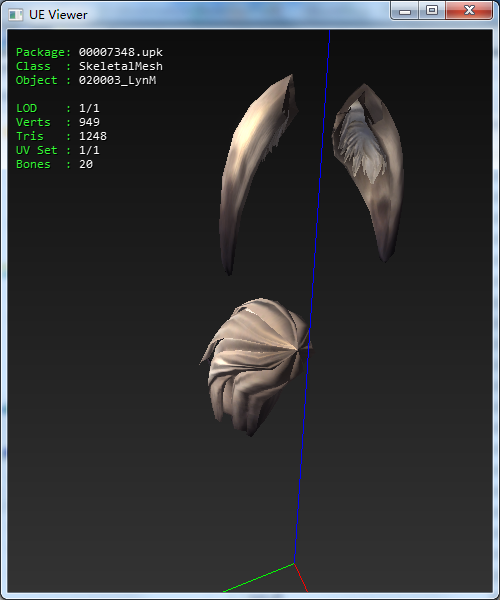 UE Viewer
Package: 00007348.upk
Class  : SkeletalMesh
Object : 020003_LynM
LOD    : 1/1
Verts  : 949
Tris   : 1248
UV Set : 1/1
Bones  : 20